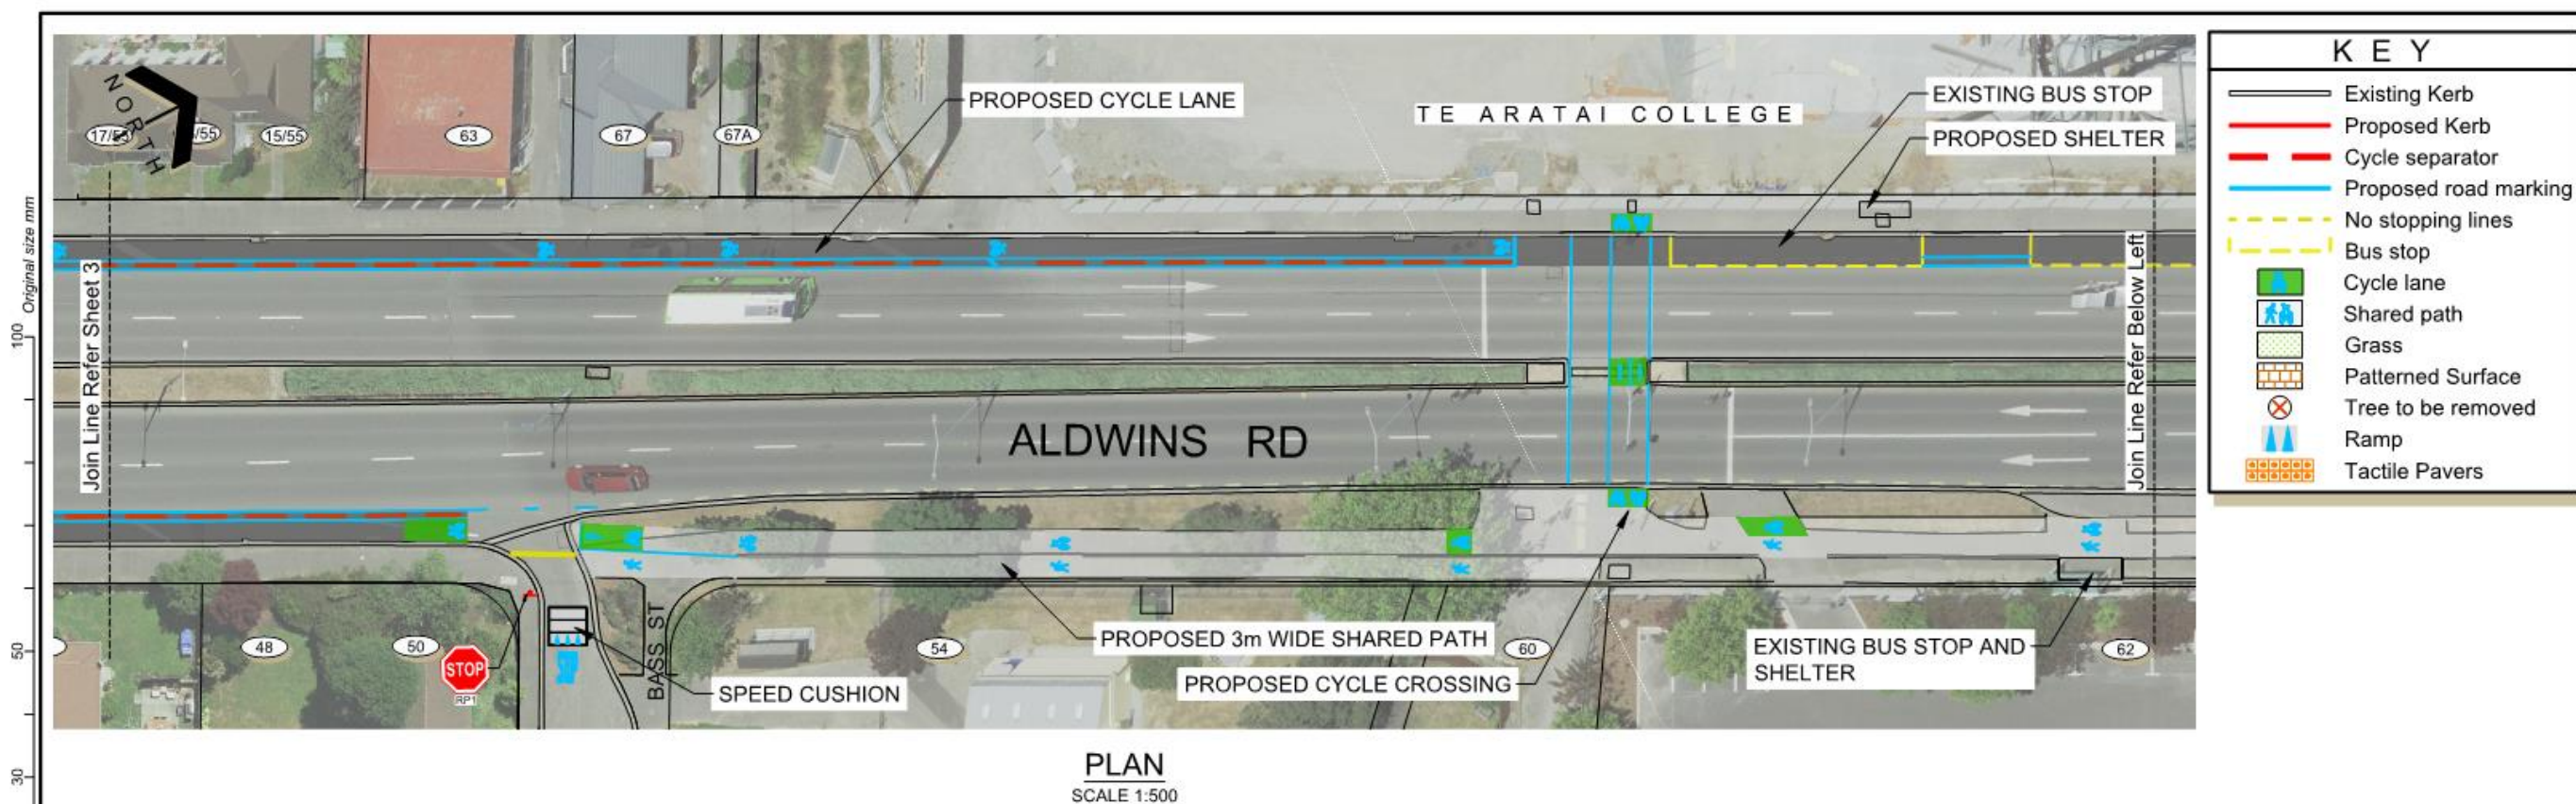 NORTH
17/55
15/55
63
67
67A
PROPOSED CYCLE LANE
TE ARATAI COLLEGE
EXISTING BUS STOP
PROPOSED SHELTER
KEY
Existing Kerb
Proposed Kerb
Cycle separator
Proposed road marking
No stopping lines
Bus stop
Cycle lane
Shared path
Grass
Patterned Surface
Tree to be removed
Ramp
Tactile Pavers
Original size mm
100
50
30
Join Line Refer Sheet 3
Join Line Refer Below Left
ALDWINS RD
48
50
STOP
RP1
BASS ST
SPEED CUSHION
54
PROPOSED 3m WIDE SHARED PATH
60
PROPOSED CYCLE CROSSING
EXISTING BUS STOP AND
SHELTER
62
PLAN
SCALE 1:500